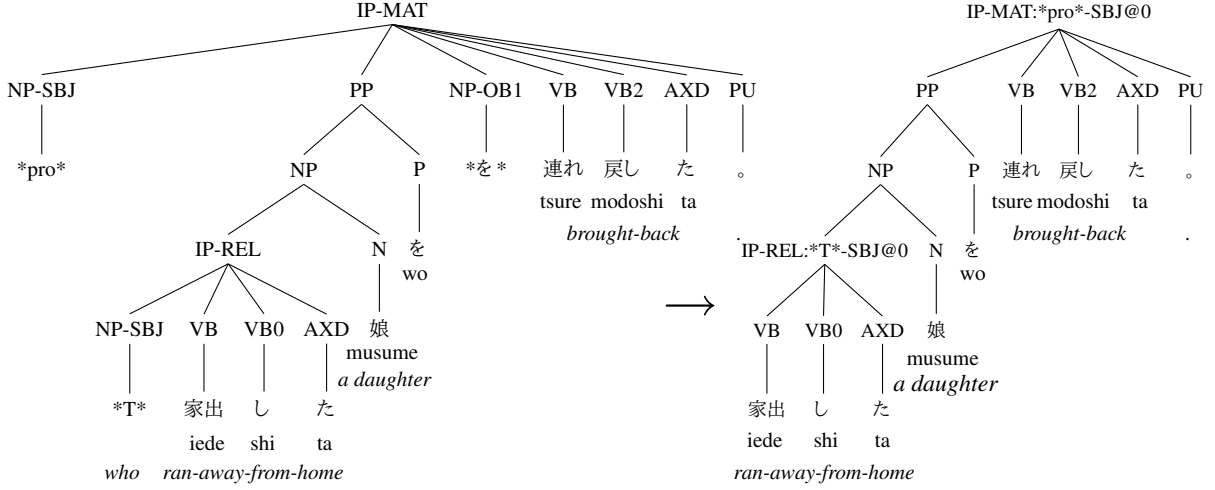 IP-MAT IP-MAT:*pro*-SBJ@0
NP-SBJ PP NP-OB1 VB VB2 AXD PU PP VB VB2 AXD PU
*pro* NP P *を* 連れ 戻し た 。 NP P 連れ 戻し た 。
tsure modoshi ta tsure modoshi ta
IP-REL N を brought-back . IP-REL:*T*-SBJ@0 N を brought-back .
wo wo
→
NP-SBJ VB VB0 AXD 娘 VB VB0 AXD 娘
musume musume
a daughter a daughter
*T* 家出 し た 家出 し た
iede shi ta iede shi ta
who ran-away-from-home ran-away-from-home